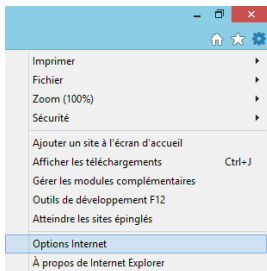 Imprimer
Fichier
Zoom (100%)
Sécurité
Ajouter un site à l'écran d'accueil
Afficher les téléchargements Ctrl+J
Gérer les modules complémentaires
Outils de développement F12
Atteindre les sites épinglés
Options Internet
À propos de Internet Explorer